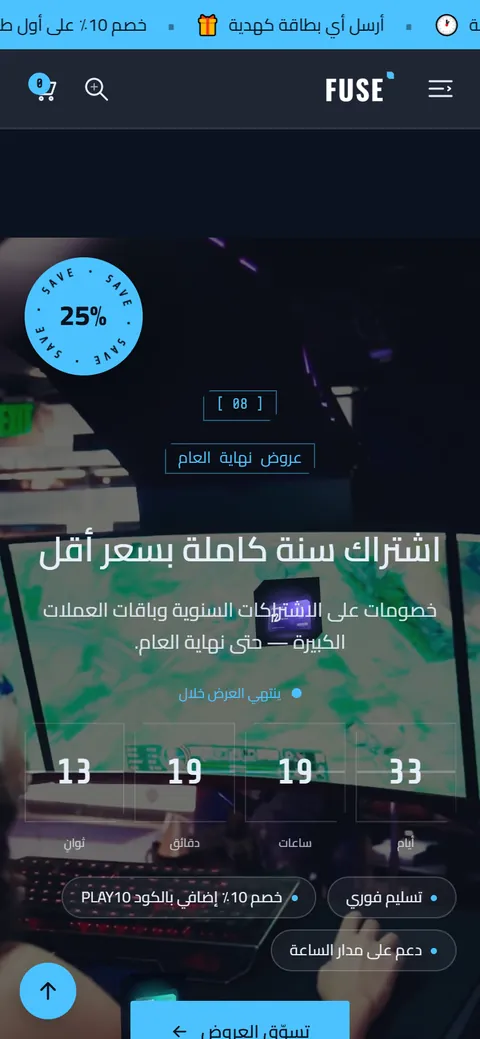 ة
أرسل أي بطاقة كهدية
خصم 10٪ على أول
FUSE
0
SAVE • SAVE • SAVE • SAVE •
25%
[ 08 ]
عروض نهاية العام
اشتراك سنة كاملة بسعر أقل
خصومات على الاشتراكات السنوية وباقات العملات
الكبيرة — حتى نهاية العام.
ينتهي العرض خلال
33
19
19
13
أيام
ساعات
دقائق
ثوانٍ
تسليم فوري
خصم 10٪ إضافي بالكود PLAY10
دعم على مدار الساعة
تسوّق العروض ←